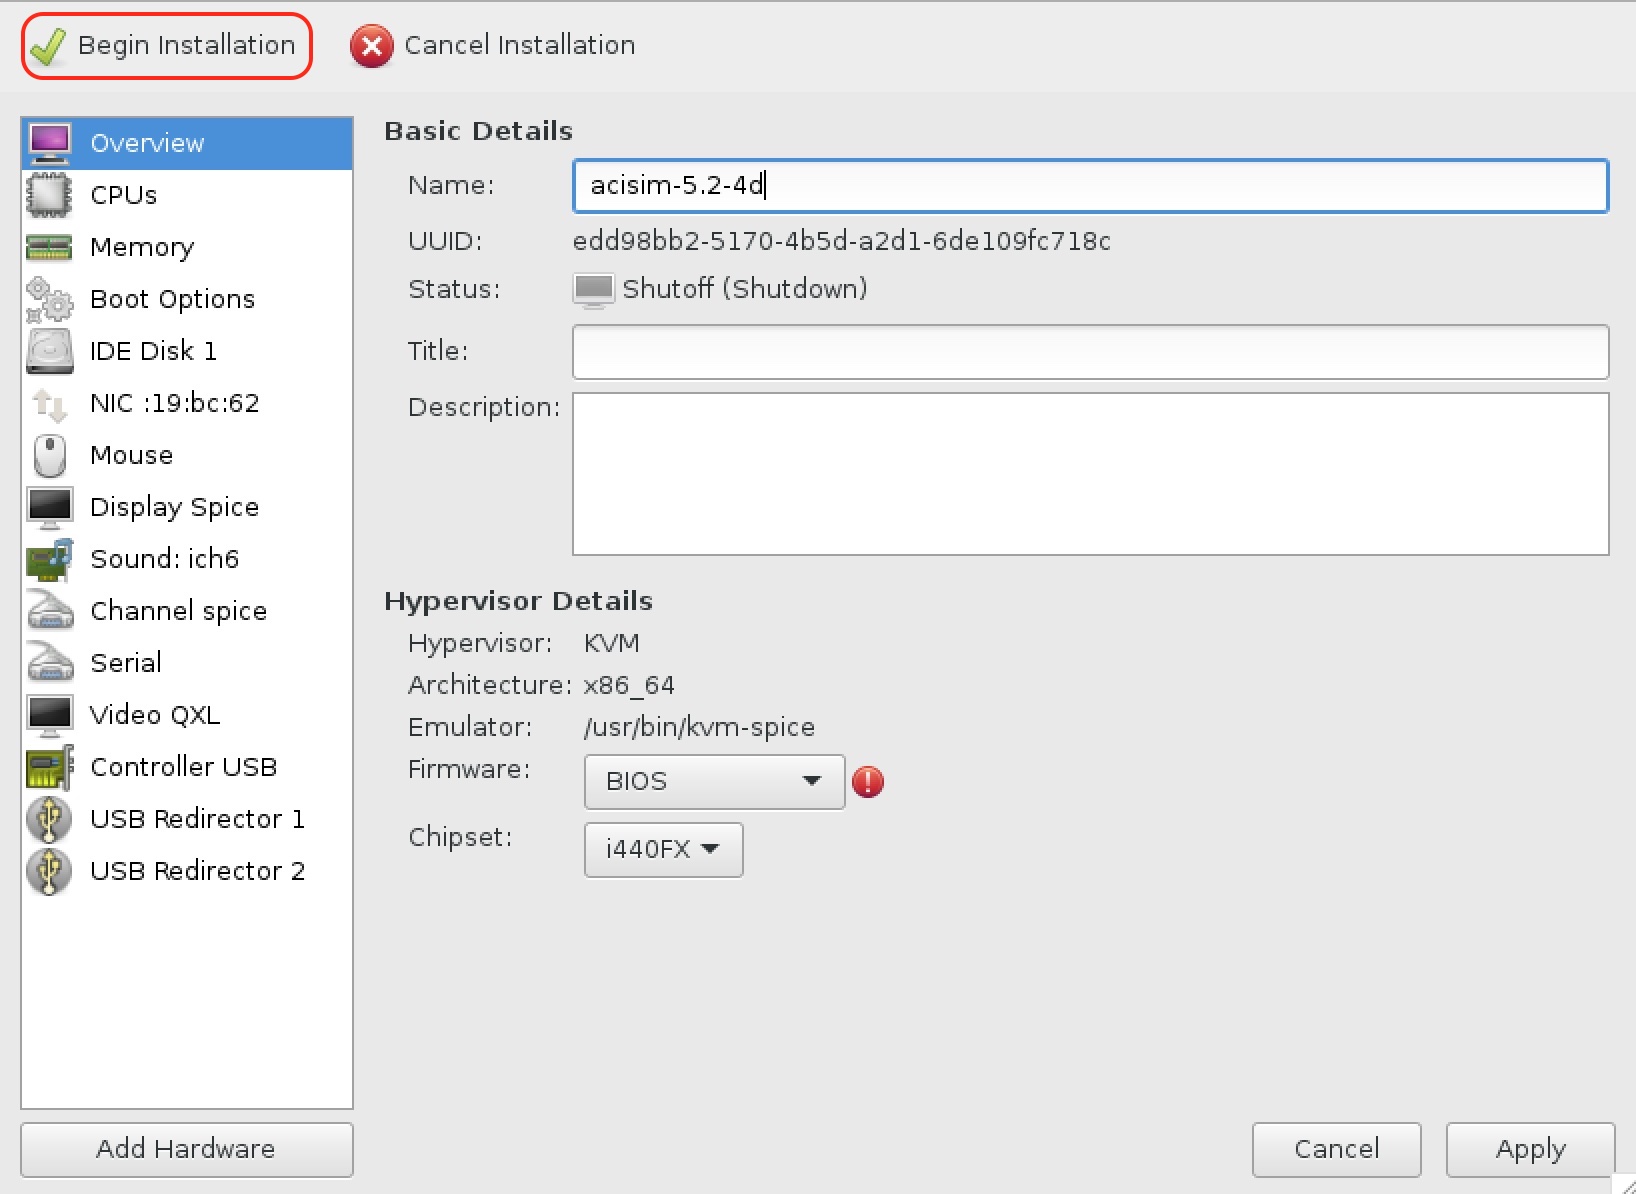 Begin Installation
Cancel Installation
Overview
CPUs
Memory
Boot Options
IDE Disk 1
NIC :19:bc:62
Mouse
Display Spice
Sound: ich6
Channel spice
Serial
Video QXL
Controller USB
USB Redirector 1
USB Redirector 2
Add Hardware
Basic Details
Name: acisim-5.2-4d
UUID: edd98bb2-5170-4b5d-a2d1-6de109fc718c
Status: Shutoff (Shutdown)
Title:
Description:
Hypervisor Details
Hypervisor: KVM
Architecture: x86_64
Emulator: /usr/bin/kvm-spice
Firmware: BIOS
Chipset: i440FX
Cancel
Apply